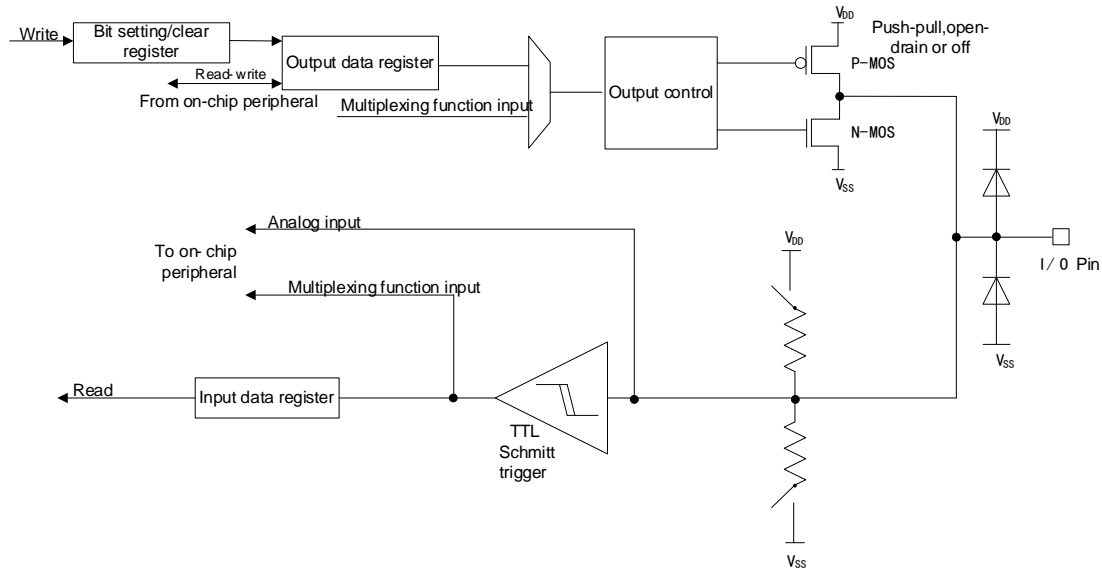 Write
Bit setting/clear
register
Read-write
From on-chip peripheral
Output data register
Multiplexing function input
Output control
VDD
Push-pull,open-
drain or off
P-MOS
N-MOS
VSS
VDD
I/O Pin
VSS
Analog input
To on-chip
peripheral
Multiplexing function input
VDD
Read
Input data register
TTL
Schmitt
trigger
VSS